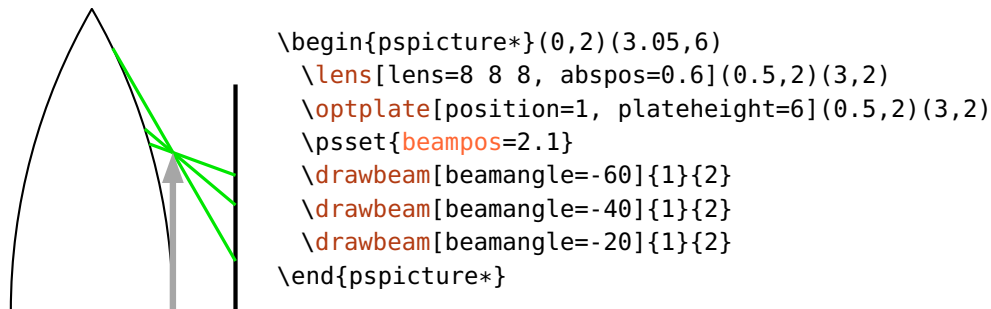 \begin{pspicture*}(0,2)(3.05,6)
\lens[lens=8 8 8, abspos=0.6](0.5,2)(3,2)
\optplate[position=1, plateheight=6](0.5,2)(3,2)
\psset{beampos=2.1}
\drawbeam[beamangle=-60]{1}{2}
\drawbeam[beamangle=-40]{1}{2}
\drawbeam[beamangle=-20]{1}{2}
\end{pspicture*}